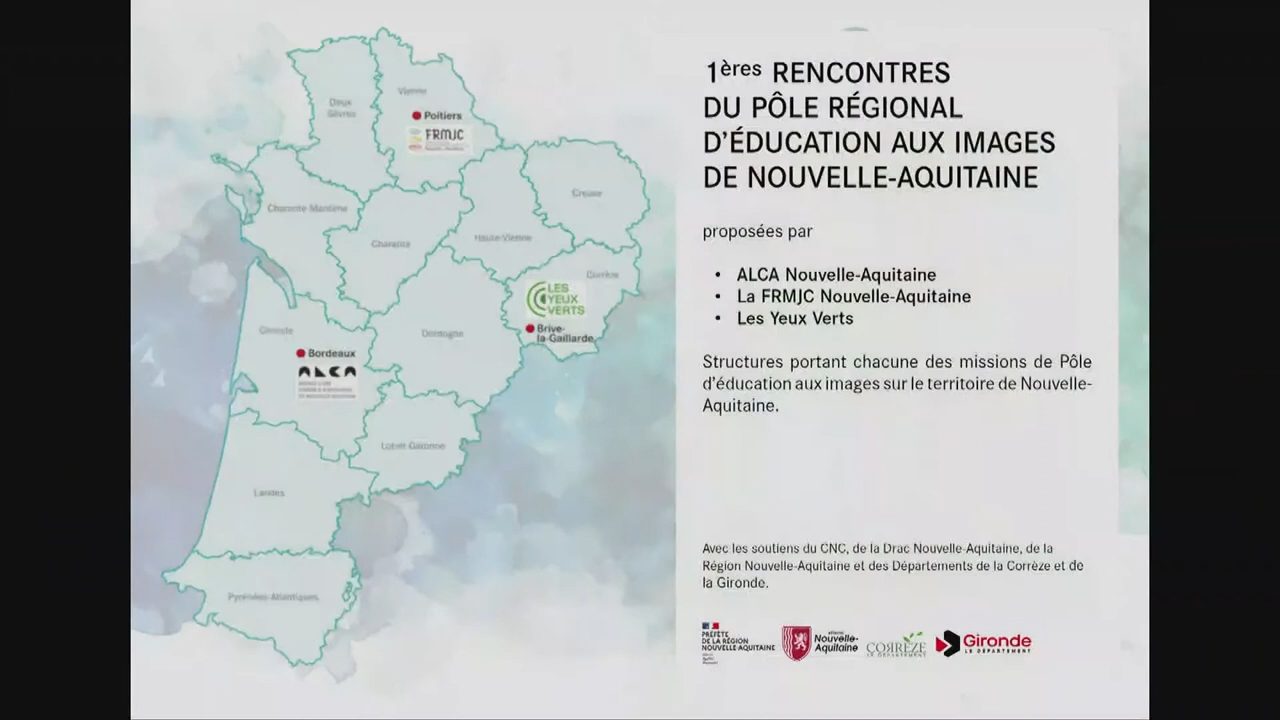 1ères RENCONTRES
DU PÔLE RÉGIONAL
D'ÉDUCATION AUX IMAGES
DE NOUVELLE-AQUITAINE
proposées par
• ALCA Nouvelle-Aquitaine
• La FRMJC Nouvelle-Aquitaine
• Les Yeux Verts
Structures portant chacune des missions de Pôle
d'éducation aux images sur le territoire de Nouvelle-
Aquitaine.
Avec les soutiens du CNC, de la Drac Nouvelle-Aquitaine, de la
Région Nouvelle-Aquitaine et des Départements de la Corrèze et de
la Gironde.
PRÉFÈTE
DE LA RÉGION
NOUVELLE-AQUITAINE
Nouvelle-
Aquitaine
CORRÈZE
LE DÉPARTEMENT
Gironde
LE DÉPARTEMENT
Deux
Sèvres
Vienne
Poitiers
FRMJC
Charente Maritime
Charente
Haute-Vienne
Creuse
Corrèze
LES
YEUX
VERTS
Brive-
la-Gaillarde
Gironde
Bordeaux
ALCA
Dordogne
Lot-et-Garonne
Landes
Pyrénées-Atlantiques